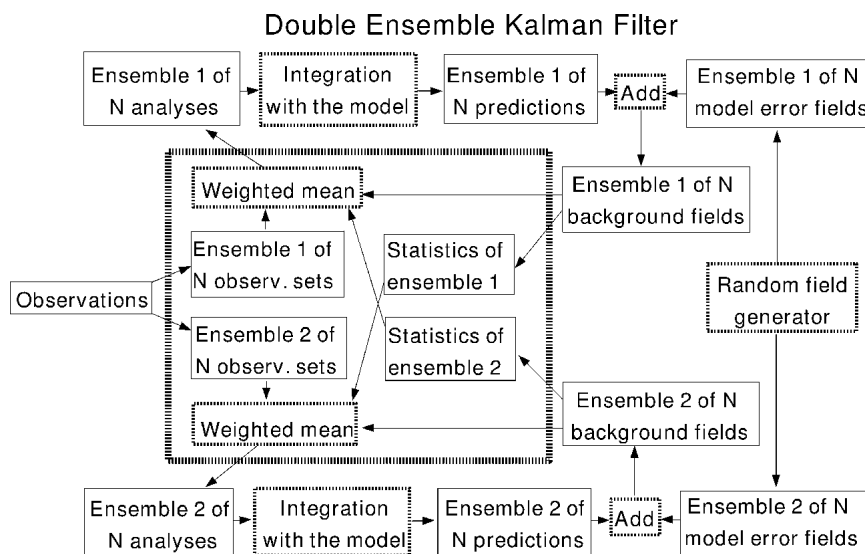 Double Ensemble Kalman Filter
Ensemble 1 of
N analyses
Integration
with the model
Ensemble 1 of
N predictions
Add
Ensemble 1 of N
model error fields
Weighted mean
Ensemble 1 of N
background fields
Ensemble 1 of
N observ. sets
Statistics of
ensemble 1
Observations
Random field
generator
Ensemble 2 of
N observ. sets
Statistics of
ensemble 2
Weighted mean
Ensemble 2 of N
background fields
Ensemble 2 of
N analyses
Integration
with the model
Ensemble 2 of
N predictions
Add
Ensemble 2 of N
model error fields